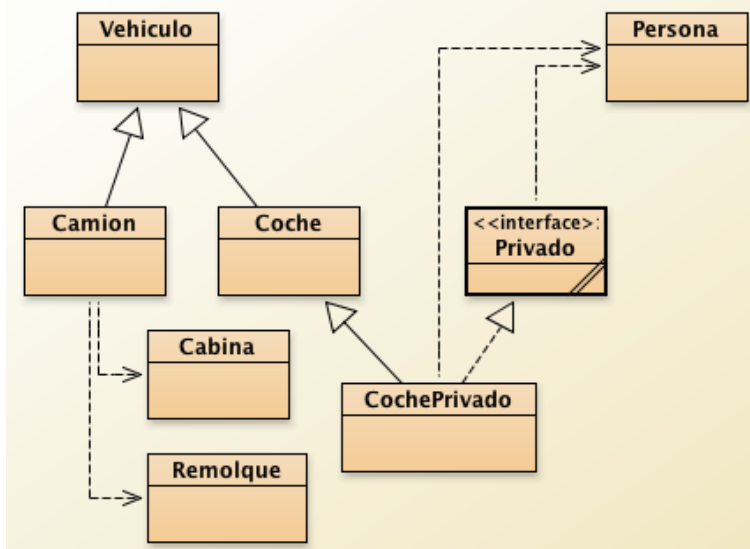 Vehiculo
Persona
Camion
Coche
<<interface>>:
Privado
Cabina
CochePrivado
Remolque